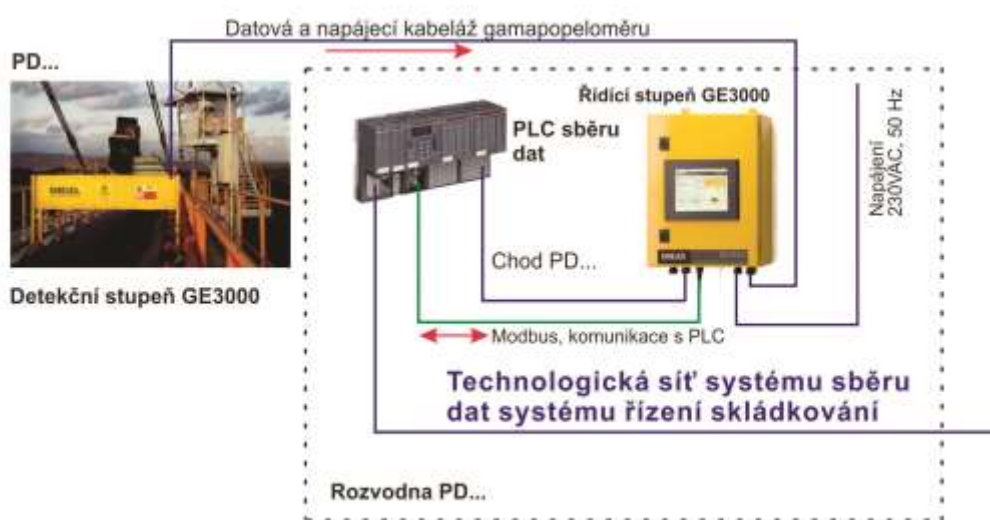 Datová a napájecí kabeláž gamapopeloměru
PD...
Řídící stupeň GE3000
PLC sběru
dat
Napájení
230VAC, 50 Hz
Chod PD...
Detekční stupeň GE3000
Modbus, komunikace s PLC
Technologická síť systému sběru
dat systému řízení skládkování
Rozvodna PD...